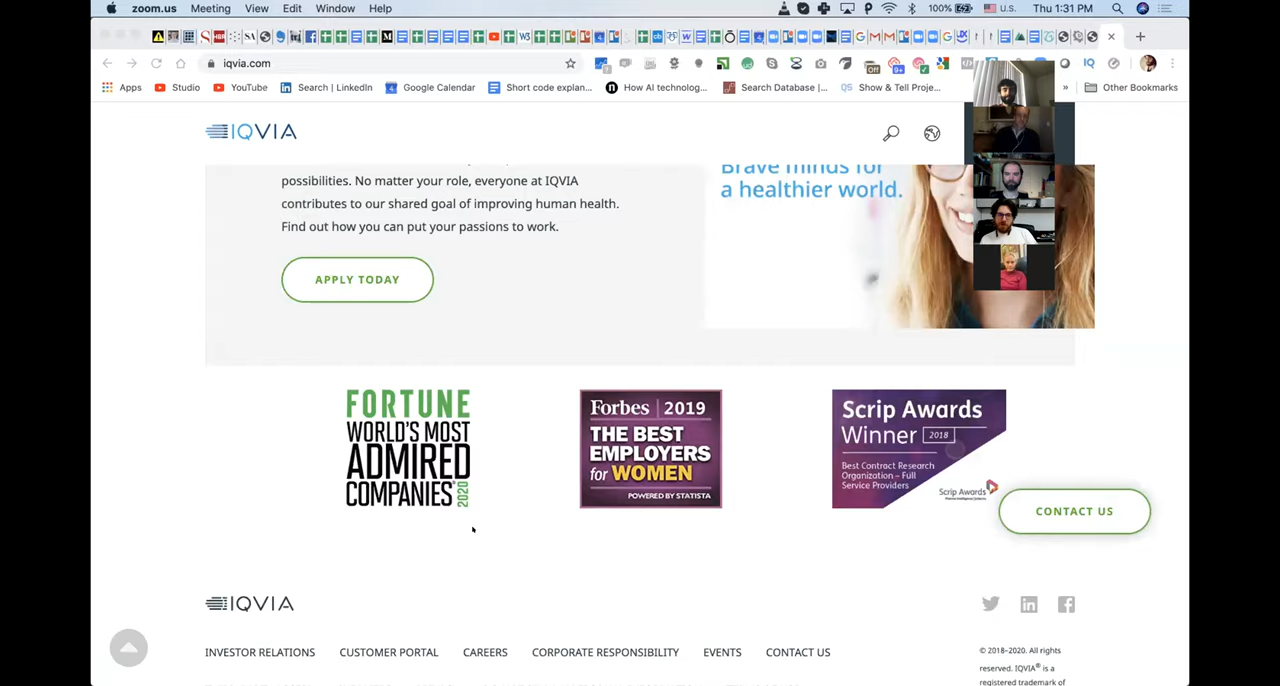 zoom.us Meeting View Edit Window Help
100% U.S. Thu 1:31 PM
iqvia.com
Apps Studio YouTube Search | LinkedIn Google Calendar Short code explan... How AI technolog... Search Database |... Show & Tell Proje... » Other Bookmarks
IQVIA
possibilities. No matter your role, everyone at IQVIA
contributes to our shared goal of improving human health.
Find out how you can put your passions to work.
APPLY TODAY
Brave minds for
a healthier world.
FORTUNE
WORLD'S MOST
ADMIRED
COMPANIES
2020
Forbes | 2019
THE BEST
EMPLOYERS
for WOMEN
POWERED BY STATISTA
Scrip Awards
Winner 2018
Best Contract Research
Organization – Full
Service Providers
Scrip Awards
CONTACT US
IQVIA
INVESTOR RELATIONS CUSTOMER PORTAL CAREERS CORPORATE RESPONSIBILITY EVENTS CONTACT US
© 2018–2020. All rights
reserved. IQVIA® is a
registered trademark of